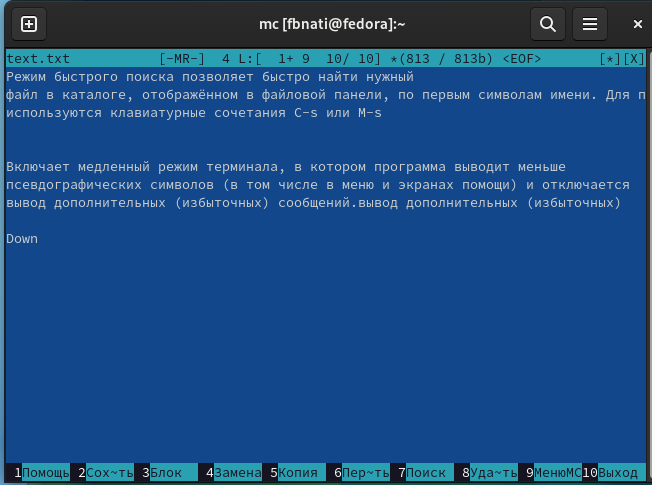 mc [fbnati@fedora]:~
text.txt [-MR-] 4 L:[ 1+ 9 10/ 10] *(813 / 813b) <EOF> [*][X]
Режим быстрого поиска позволяет быстро найти нужный
файл в каталоге, отображённом в файловой панели, по первым символам имени. Для п
используются клавиатурные сочетания C-s или M-s
Включает медленный режим терминала, в котором программа выводит меньше
псевдографических символов (в том числе в меню и экранах помощи) и отключается
вывод дополнительных (избыточных) сообщений.вывод дополнительных (избыточных)
Down
1Помощь 2Сох~ть 3Блок 4Замена 5Копия 6Пер~ть 7Поиск 8Уда~ть 9МенюMC 10Выход